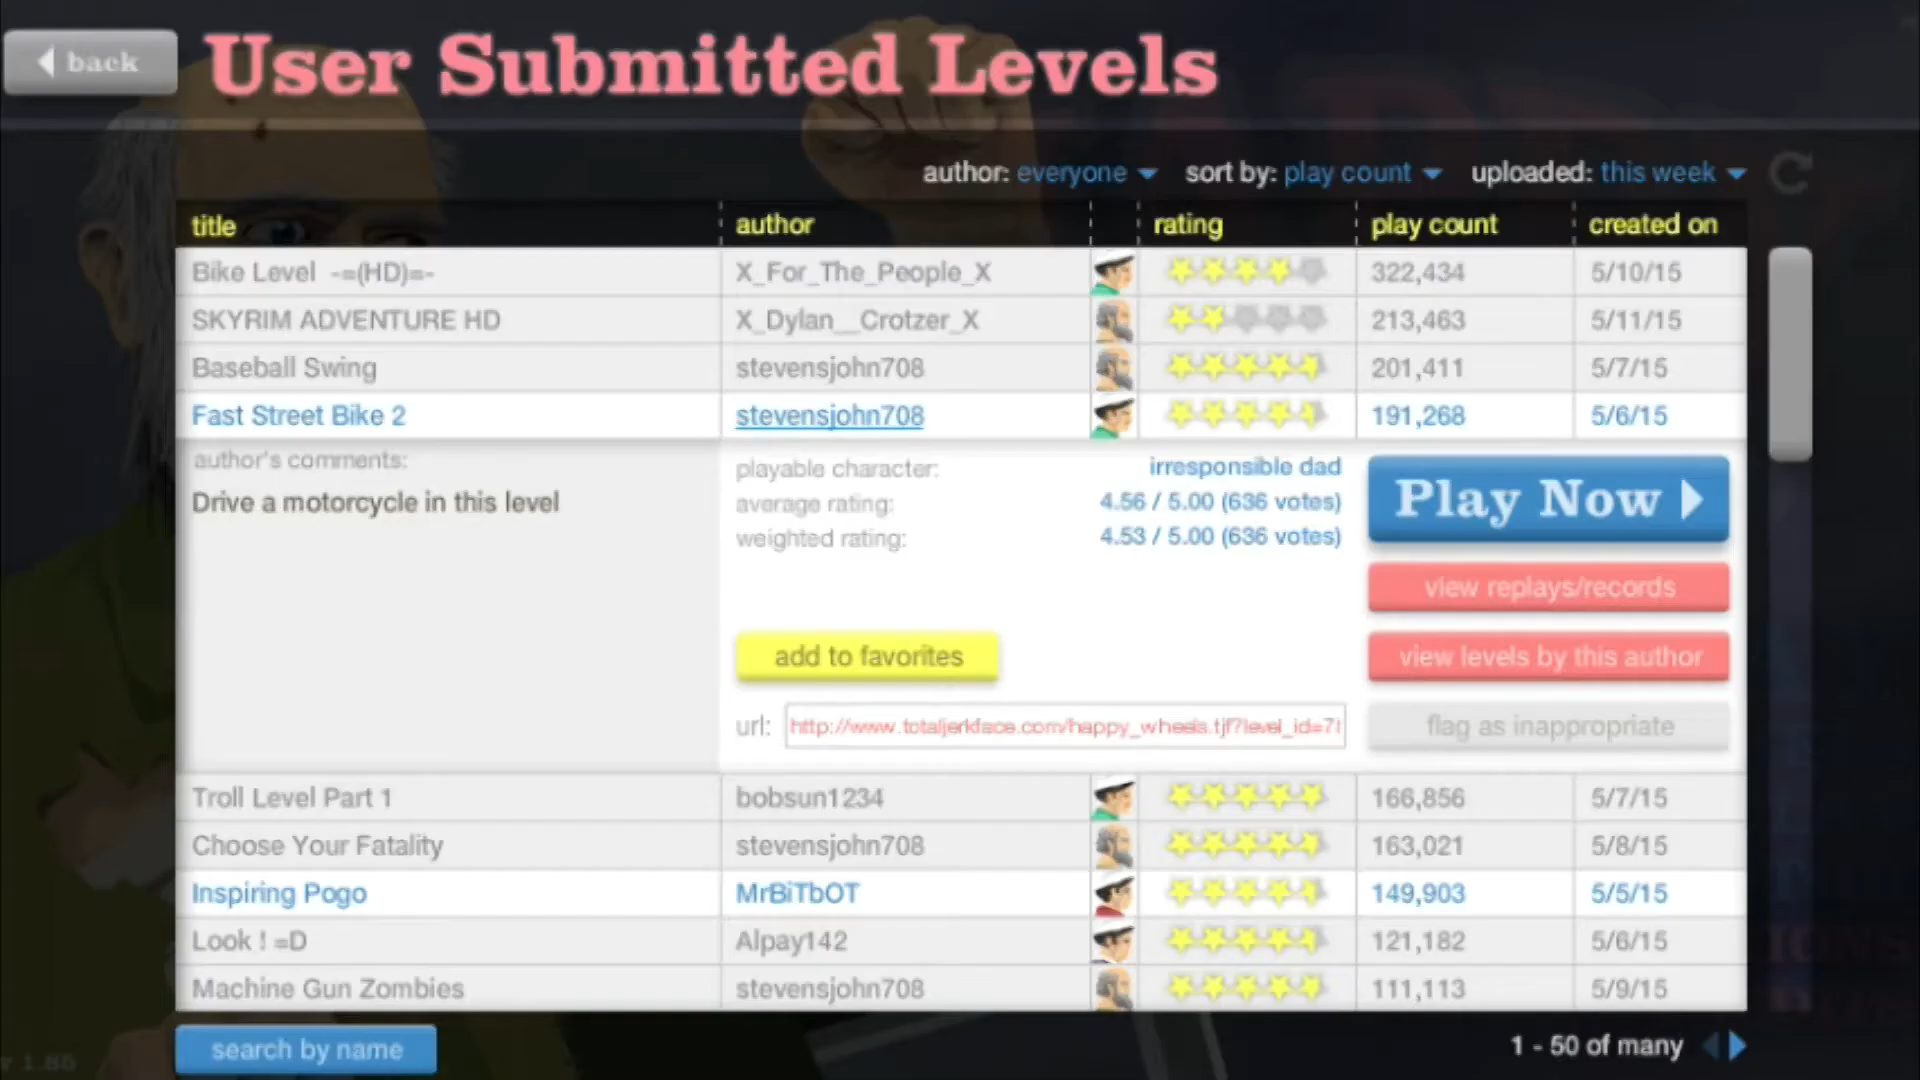 back
User Submitted Levels
author: everyone sort by: play count uploaded: this week
title author rating play count created on
Bike Level -=(HD)=- X_For_The_People_X 322,434 5/10/15
SKYRIM ADVENTURE HD X_Dylan__Crotzer_X 213,463 5/11/15
Baseball Swing stevensjohn708 201,411 5/7/15
Fast Street Bike 2 stevensjohn708 191,268 5/6/15
author's comments:
Drive a motorcycle in this level
playable character: irresponsible dad
average rating: 4.56 / 5.00 (636 votes)
weighted rating: 4.53 / 5.00 (636 votes)
Play Now
view replays/records
add to favorites
view levels by this author
url: http://www.totaljerkface.com/happy_wheels.tjf?level_id=7
flag as inappropriate
Troll Level Part 1 bobsun1234 166,856 5/7/15
Choose Your Fatality stevensjohn708 163,021 5/8/15
Inspiring Pogo MrBiTbOT 149,903 5/5/15
Look ! =D Alpay142 121,182 5/6/15
Machine Gun Zombies stevensjohn708 111,113 5/9/15
search by name
1 - 50 of many